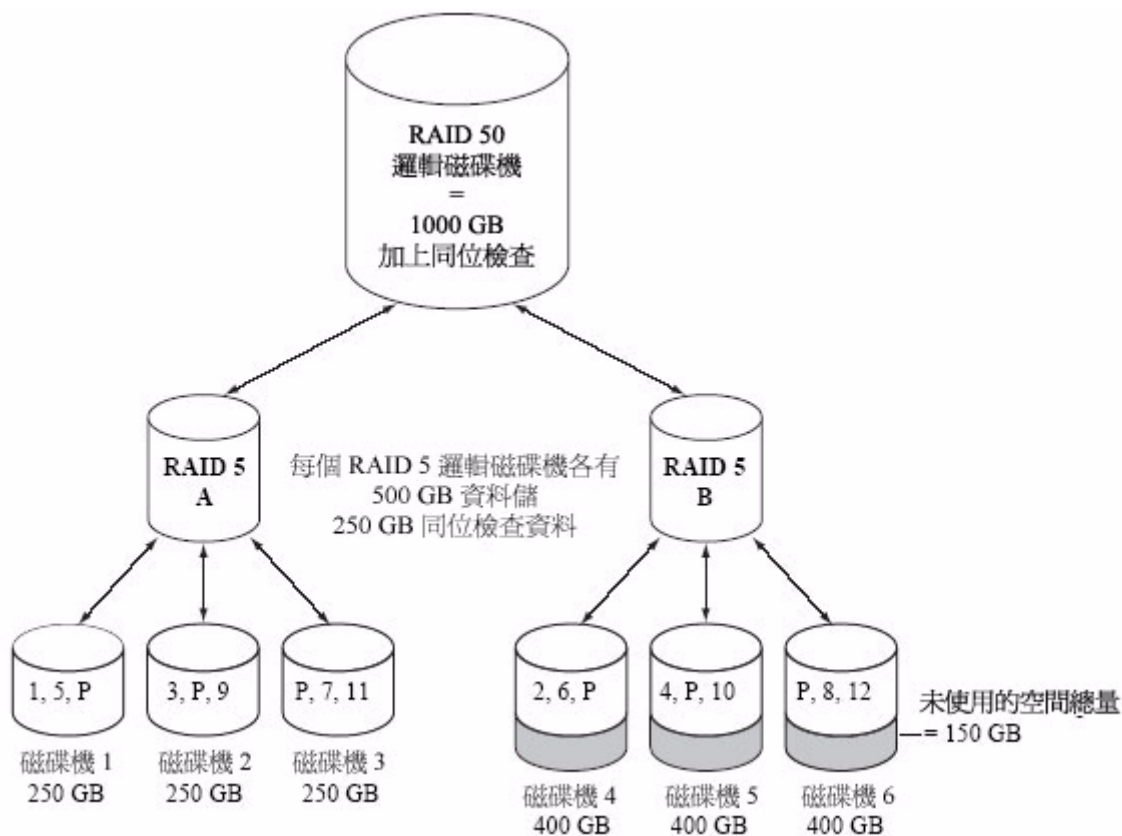 RAID 50
邏輯磁碟機
=
1000 GB
加上同位檢查
RAID 5
A
每個 RAID 5 邏輯磁碟機各有
500 GB 資料儲
250 GB 同位檢查資料
RAID 5
B
1, 5, P
3, P, 9
P, 7, 11
2, 6, P
4, P, 10
P, 8, 12
未使用的空間總量
= 150 GB
磁碟機 1
250 GB
磁碟機 2
250 GB
磁碟機 3
250 GB
磁碟機 4
400 GB
磁碟機 5
400 GB
磁碟機 6
400 GB